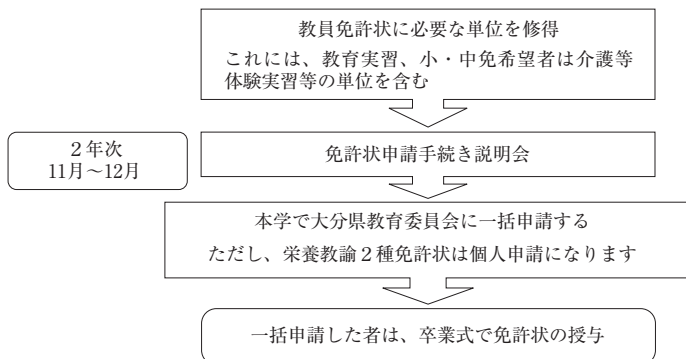 教員免許状に必要な単位を修得
これには、教育実習、小・中免希望者は介護等
体験実習等の単位を含む
2年次
11月～12月
免許状申請手続き説明会
本学で大分県教育委員会に一括申請する
ただし、栄養教諭2種免許状は個人申請になります
一括申請した者は、卒業式で免許状の授与